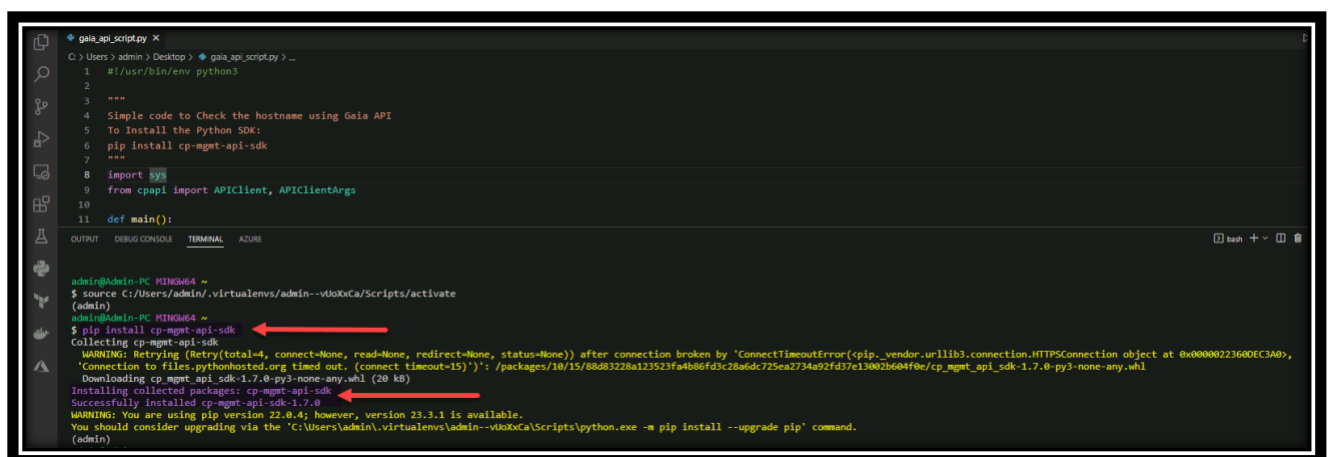 gaia_api_script.py ×
C: > Users > admin > Desktop > gaia_api_script.py > ...
1 #!/usr/bin/env python3
2
3 """
4 Simple code to Check the hostname using Gaia API
5 To Install the Python SDK:
6 pip install cp-mgmt-api-sdk
7 """
8 import sys
9 from cpapi import APIClient, APIClientArgs
10
11 def main():
OUTPUT DEBUG CONSOLE TERMINAL AZURE bash
admin@Admin-PC MINGW64 ~
$ source C:/Users/admin/.virtualenvs/admin--vUoXxCa/Scripts/activate
(admin)
admin@Admin-PC MINGW64 ~
$ pip install cp-mgmt-api-sdk
Collecting cp-mgmt-api-sdk
WARNING: Retrying (Retry(total=4, connect=None, read=None, redirect=None, status=None)) after connection broken by 'ConnectTimeoutError(<pip._vendor.urllib3.connection.HTTPSConnection object at 0x0000022360DEC3A0>,
'Connection to files.pythonhosted.org timed out. (connect timeout=15)')': /packages/10/15/88d83228a123523fa4b86fd3c28a6dc725ea2734a92fd37e13002b604f0e/cp_mgmt_api_sdk-1.7.0-py3-none-any.whl
Downloading cp_mgmt_api_sdk-1.7.0-py3-none-any.whl (20 kB)
Installing collected packages: cp-mgmt-api-sdk
Successfully installed cp-mgmt-api-sdk-1.7.0
WARNING: You are using pip version 22.0.4; however, version 23.3.1 is available.
You should consider upgrading via the 'C:\Users\admin\.virtualenvs\admin--vUoXxCa\Scripts\python.exe -m pip install --upgrade pip' command.
(admin)